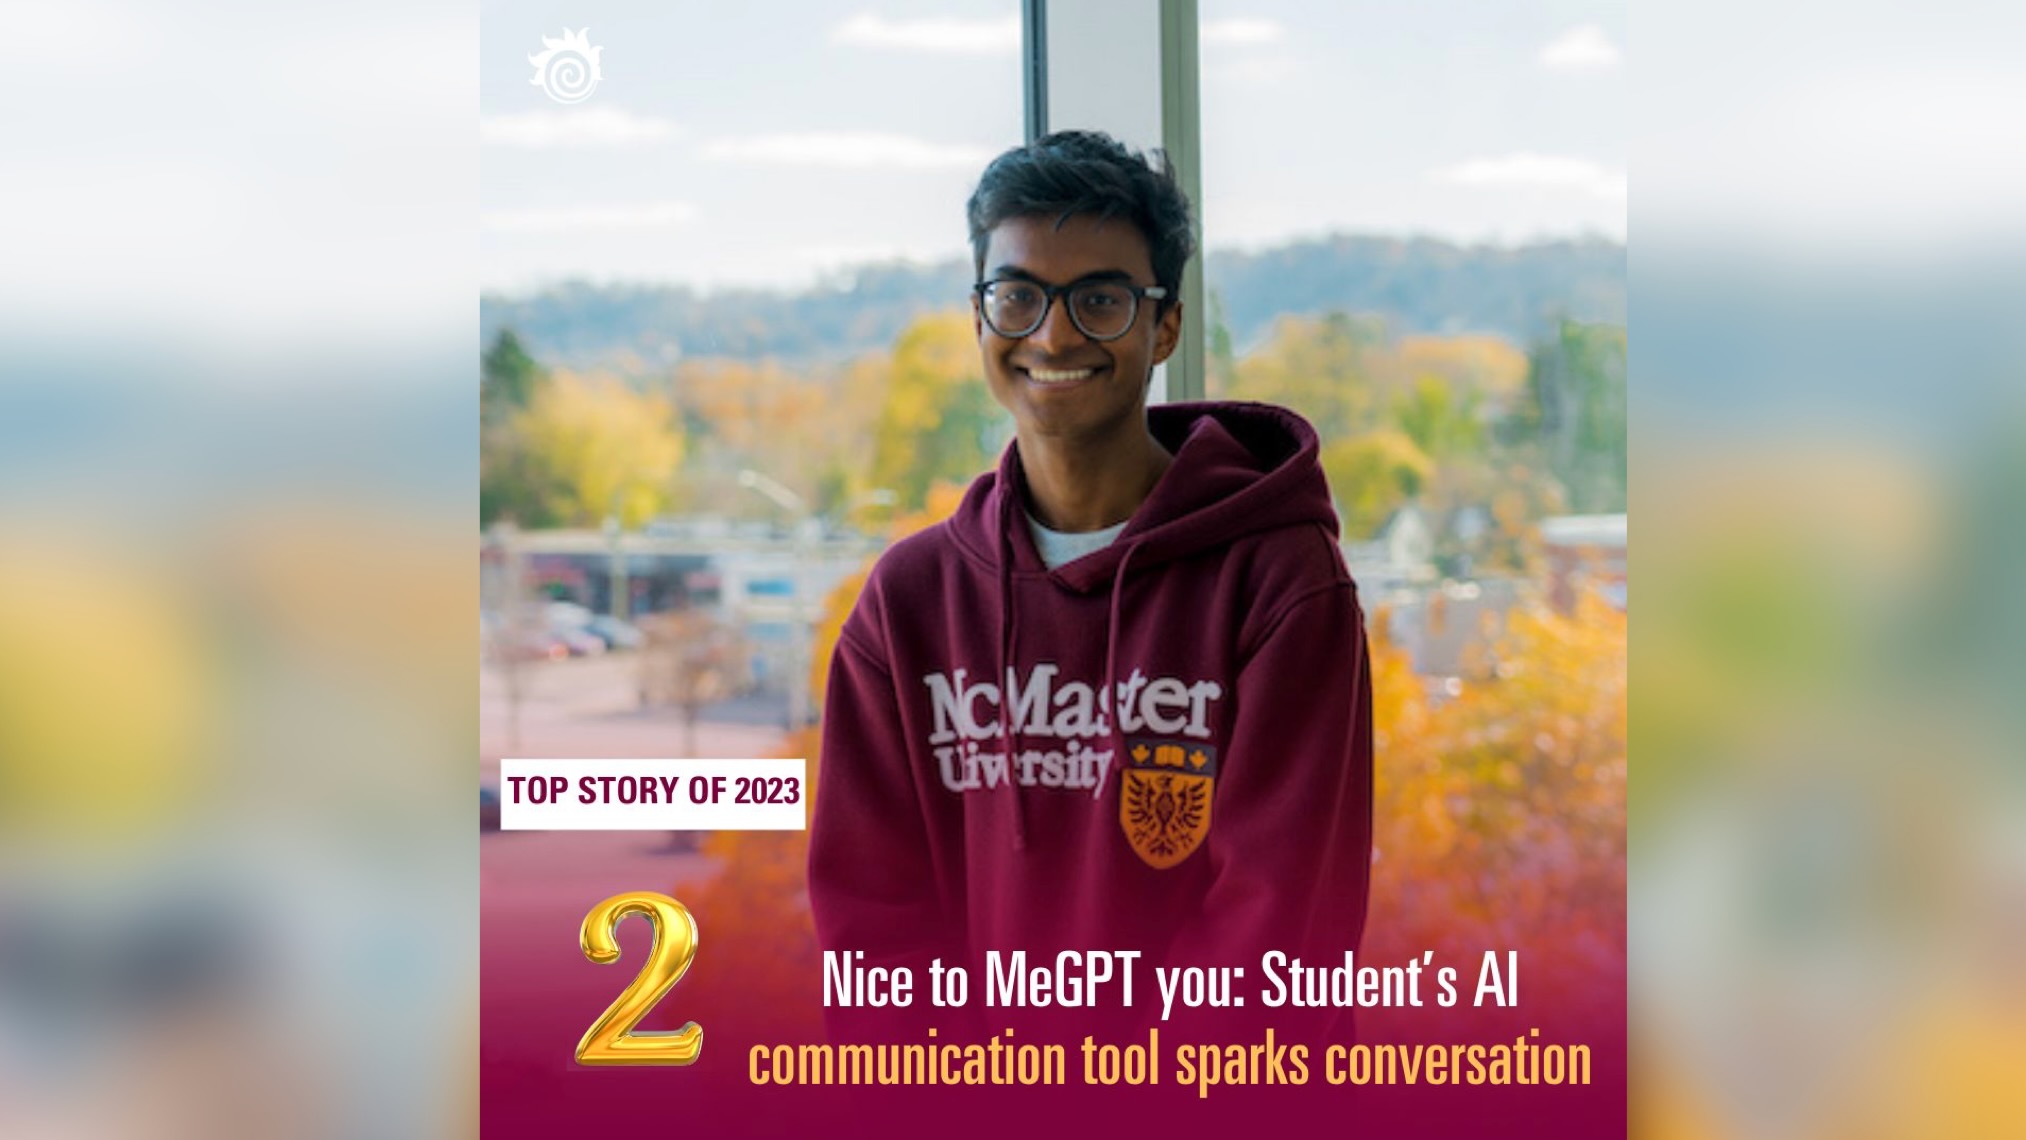 McMaster
University
TOP STORY OF 2023
2
Nice to MeGPT you: Student's AI
communication tool sparks conversation